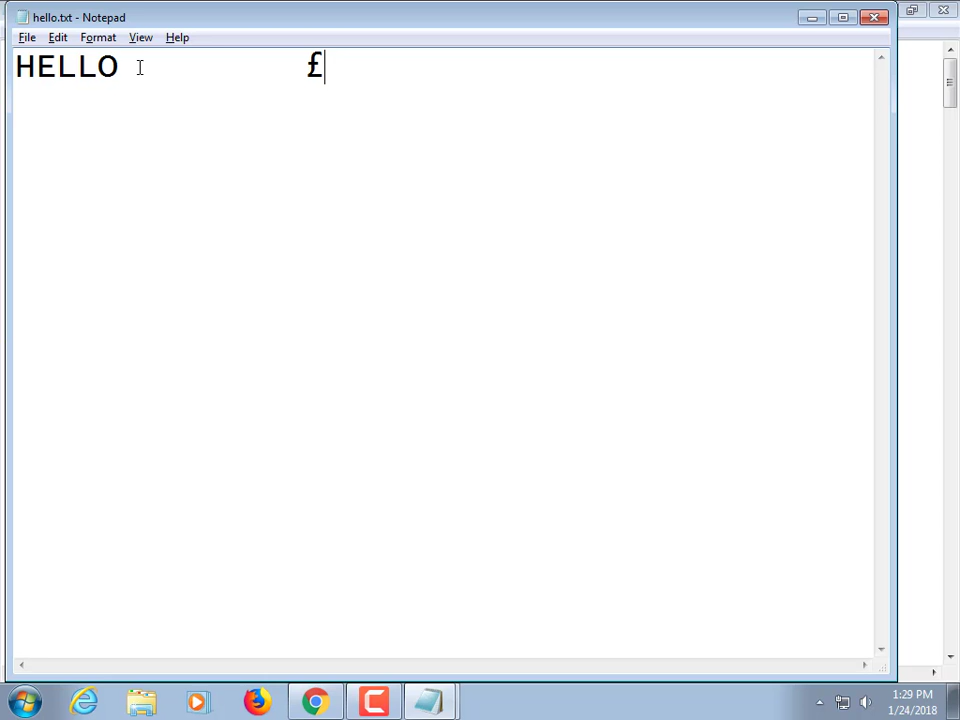 hello.txt - Notepad
File Edit Format View Help
HELLO £
1:29 PM
1/24/2018